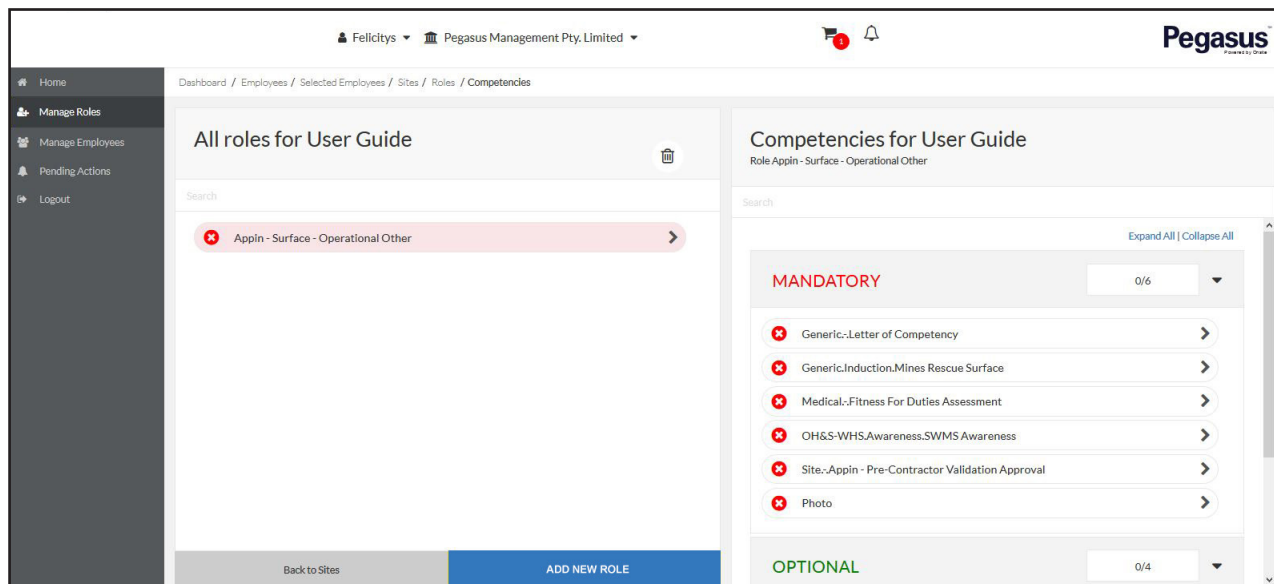 Felicitys Pegasus Management Pty. Limited 1 Pegasus
Powered by Onsite
Home
Manage Roles
Manage Employees
Pending Actions
Logout
Dashboard / Employees / Selected Employees / Sites / Roles / Competencies
All roles for User Guide
Search
Appin - Surface - Operational Other
Back to Sites
ADD NEW ROLE
Competencies for User Guide
Role Appin - Surface - Operational Other
Search
Expand All | Collapse All
MANDATORY 0/6
Generic.-.Letter of Competency
Generic.Induction.Mines Rescue Surface
Medical.-.Fitness For Duties Assessment
OH&S-WHS.Awareness.SWMS Awareness
Site.-.Appin - Pre-Contractor Validation Approval
Photo
OPTIONAL 0/4